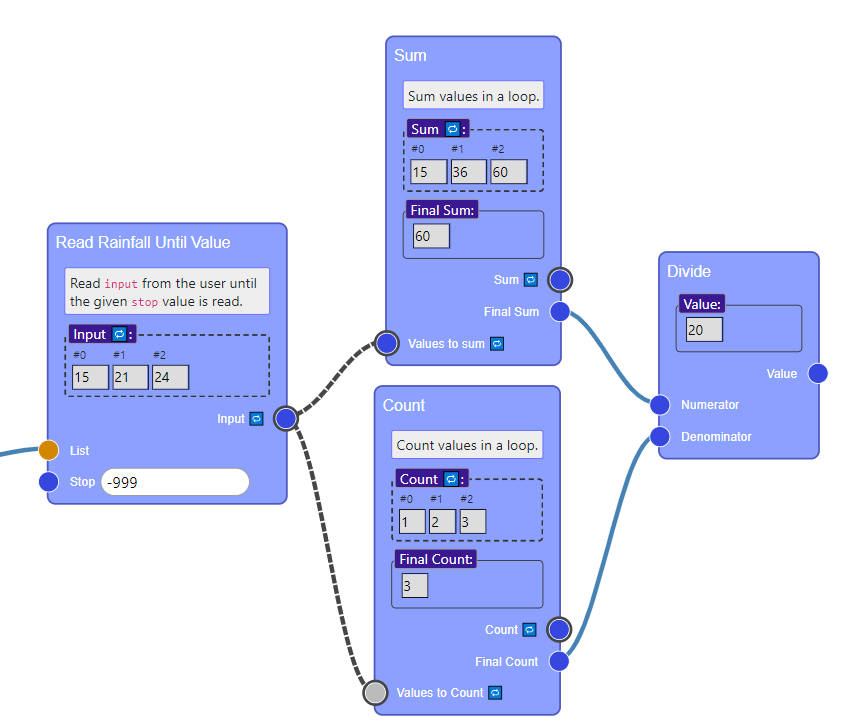 Read Rainfall Until Value
Read input from the user until
the given stop value is read.
Input :
#0 #1 #2
15 21 24
Input
List
Stop -999
Sum
Sum values in a loop.
Sum :
#0 #1 #2
15 36 60
Final Sum:
60
Sum
Final Sum
Values to sum
Count
Count values in a loop.
Count :
#0 #1 #2
1 2 3
Final Count:
3
Count
Final Count
Values to Count
Divide
Value:
20
Value
Numerator
Denominator